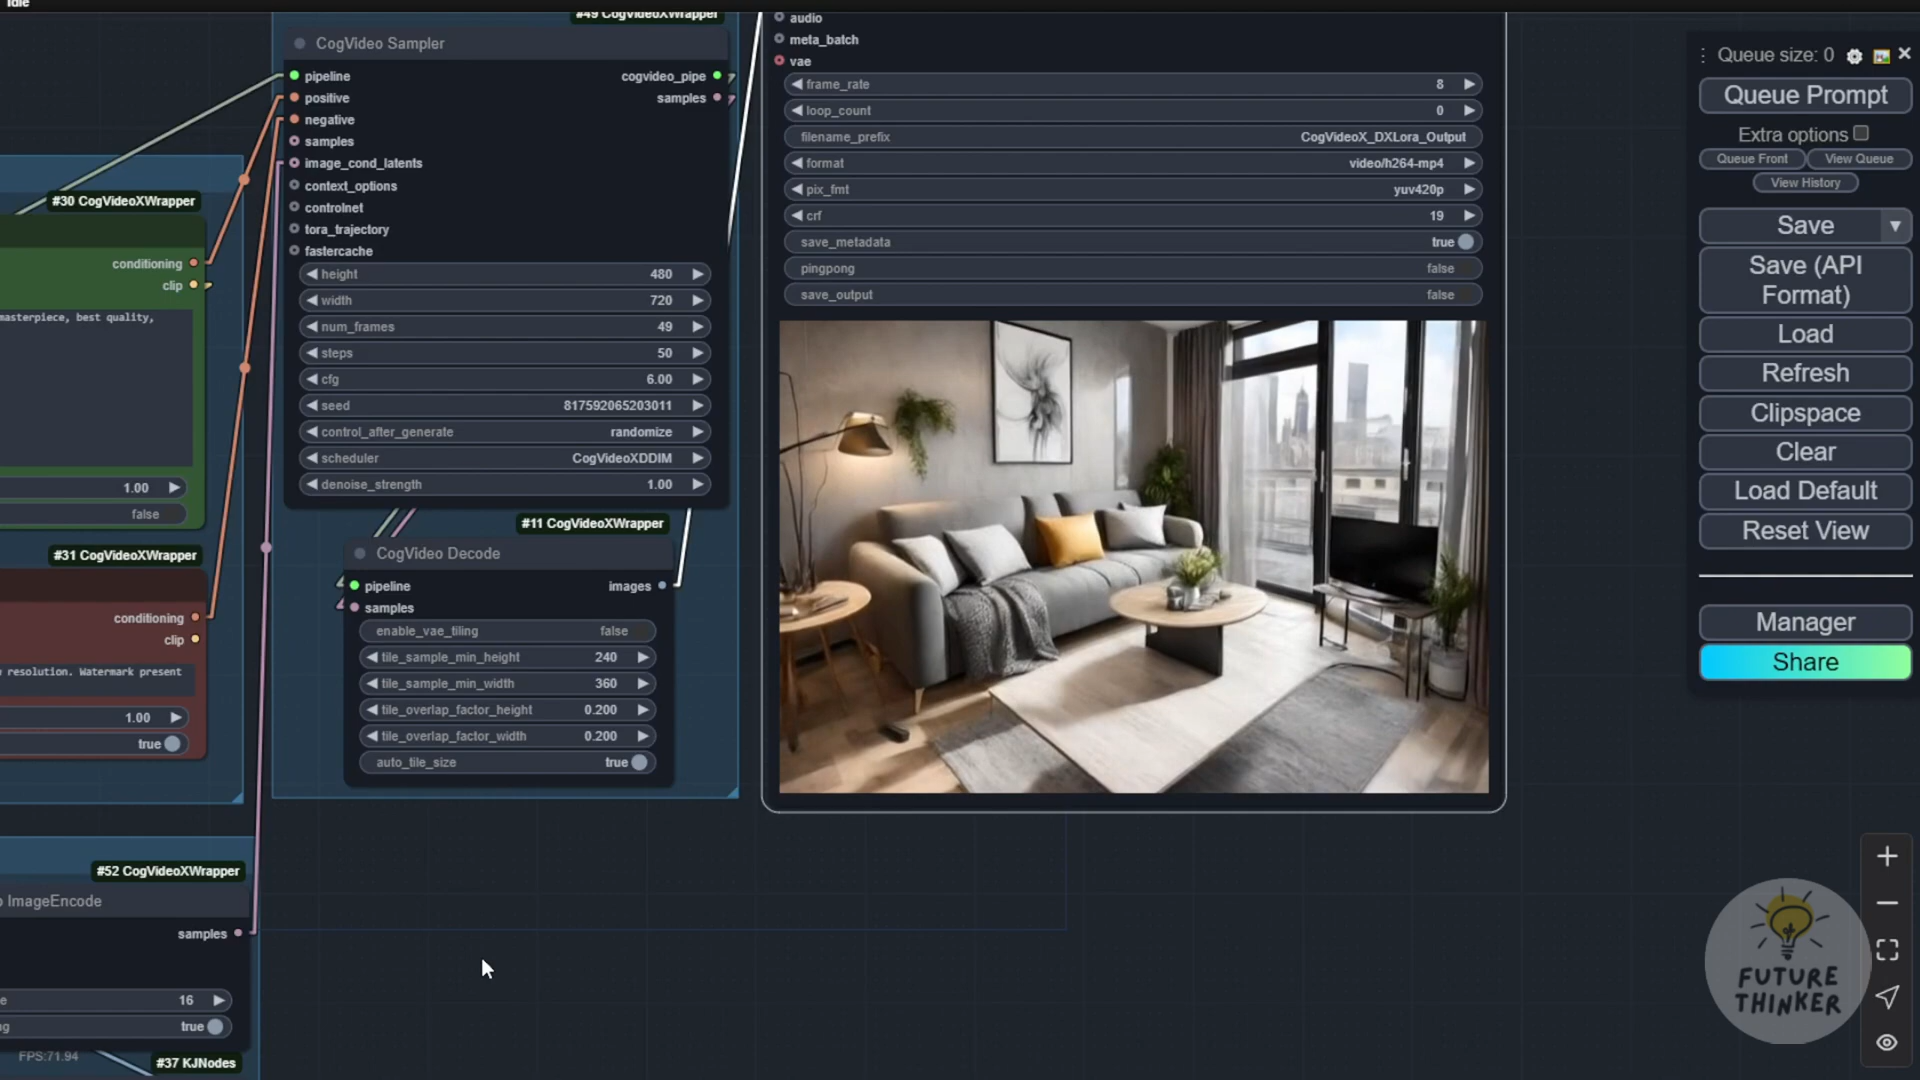 Idle
#49 CogVideoXWrapper
CogVideo Sampler
pipeline
cogvideo_pipe
positive
samples
negative
samples
image_cond_latents
context_options
controlnet
tora_trajectory
fastercache
height 480
width 720
num_frames 49
steps 50
cfg 6.00
seed 817592065203011
control_after_generate randomize
scheduler CogVideoXDDIM
denoise_strength 1.00
#30 CogVideoXWrapper
conditioning
clip
masterpiece, best quality,
1.00
false
#31 CogVideoXWrapper
conditioning
clip
resolution. Watermark present
1.00
true
#11 CogVideoXWrapper
CogVideo Decode
pipeline
images
samples
enable_vae_tiling false
tile_sample_min_height 240
tile_sample_min_width 360
tile_overlap_factor_height 0.200
tile_overlap_factor_width 0.200
auto_tile_size true
#52 CogVideoXWrapper
ImageEncode
samples
16
true
FPS:71.94
#37 KJNodes
audio
meta_batch
vae
frame_rate 8
loop_count 0
filename_prefix CogVideoX_DXLora_Output
format video/h264-mp4
pix_fmt yuv420p
crf 19
save_metadata true
pingpong false
save_output false
Queue size: 0
Queue Prompt
Extra options
Queue Front
View Queue
View History
Save
Save (API
Format)
Load
Refresh
Clipspace
Clear
Load Default
Reset View
Manager
Share
FUTURE
THINKER